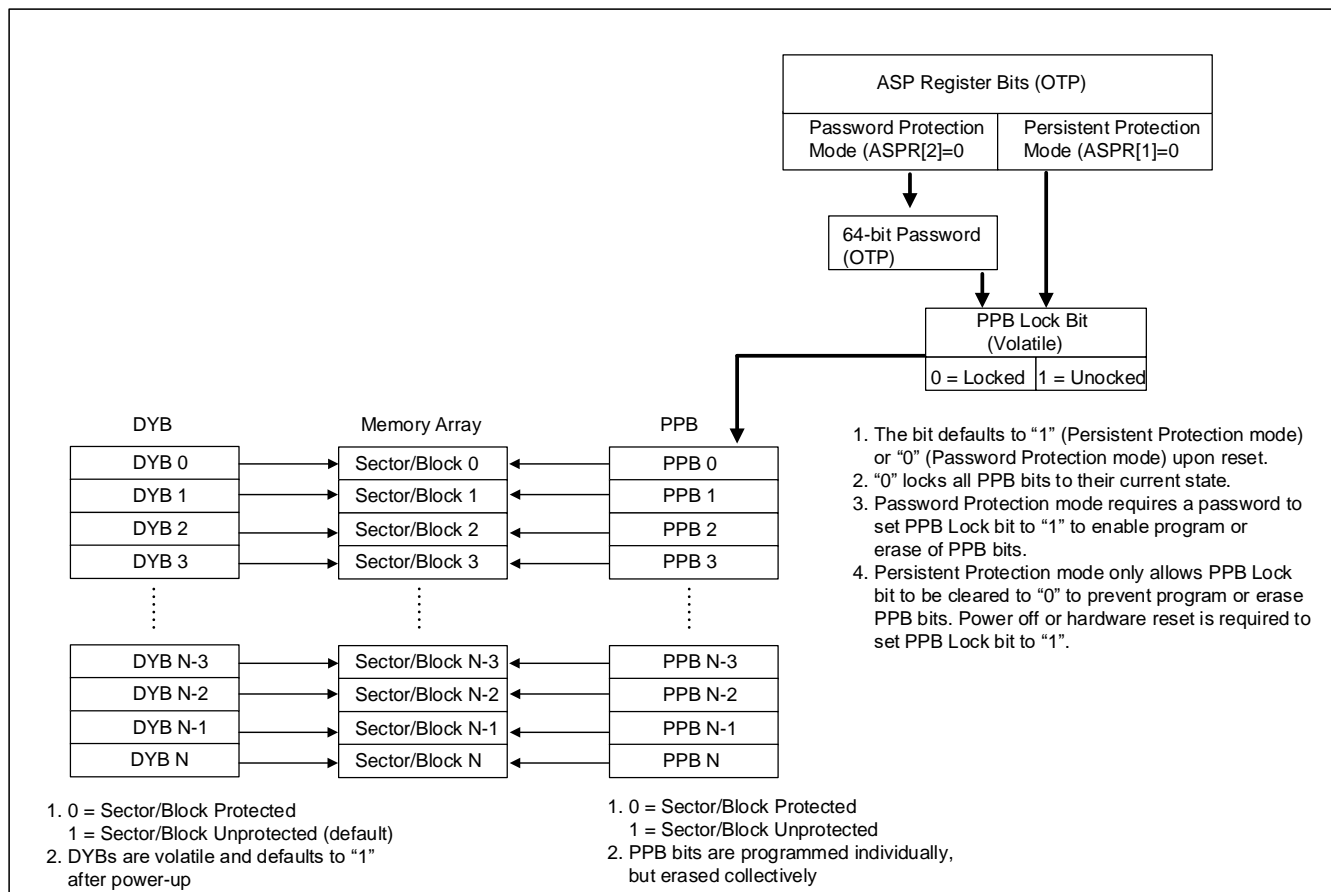 ASP Register Bits (OTP)
Password Protection
Mode (ASPR[2]=0
Persistent Protection
Mode (ASPR[1]=0
64-bit Password
(OTP)
PPB Lock Bit
(Volatile)
0 = Locked
1 = Unocked
1. The bit defaults to “1” (Persistent Protection mode)
or “0” (Password Protection mode) upon reset.
2. “0” locks all PPB bits to their current state.
3. Password Protection mode requires a password to
set PPB Lock bit to “1” to enable program or
erase of PPB bits.
4. Persistent Protection mode only allows PPB Lock
bit to be cleared to “0” to prevent program or erase
PPB bits. Power off or hardware reset is required to
set PPB Lock bit to “1”.
DYB
Memory Array
PPB
DYB 0
Sector/Block 0
PPB 0
DYB 1
Sector/Block 1
PPB 1
DYB 2
Sector/Block 2
PPB 2
DYB 3
Sector/Block 3
PPB 3
DYB N-3
Sector/Block N-3
PPB N-3
DYB N-2
Sector/Block N-2
PPB N-2
DYB N-1
Sector/Block N-1
PPB N-1
DYB N
Sector/Block N
PPB N
1. 0 = Sector/Block Protected
1 = Sector/Block Unprotected (default)
2. DYBs are volatile and defaults to “1”
after power-up
1. 0 = Sector/Block Protected
1 = Sector/Block Unprotected
2. PPB bits are programmed individually,
but erased collectively